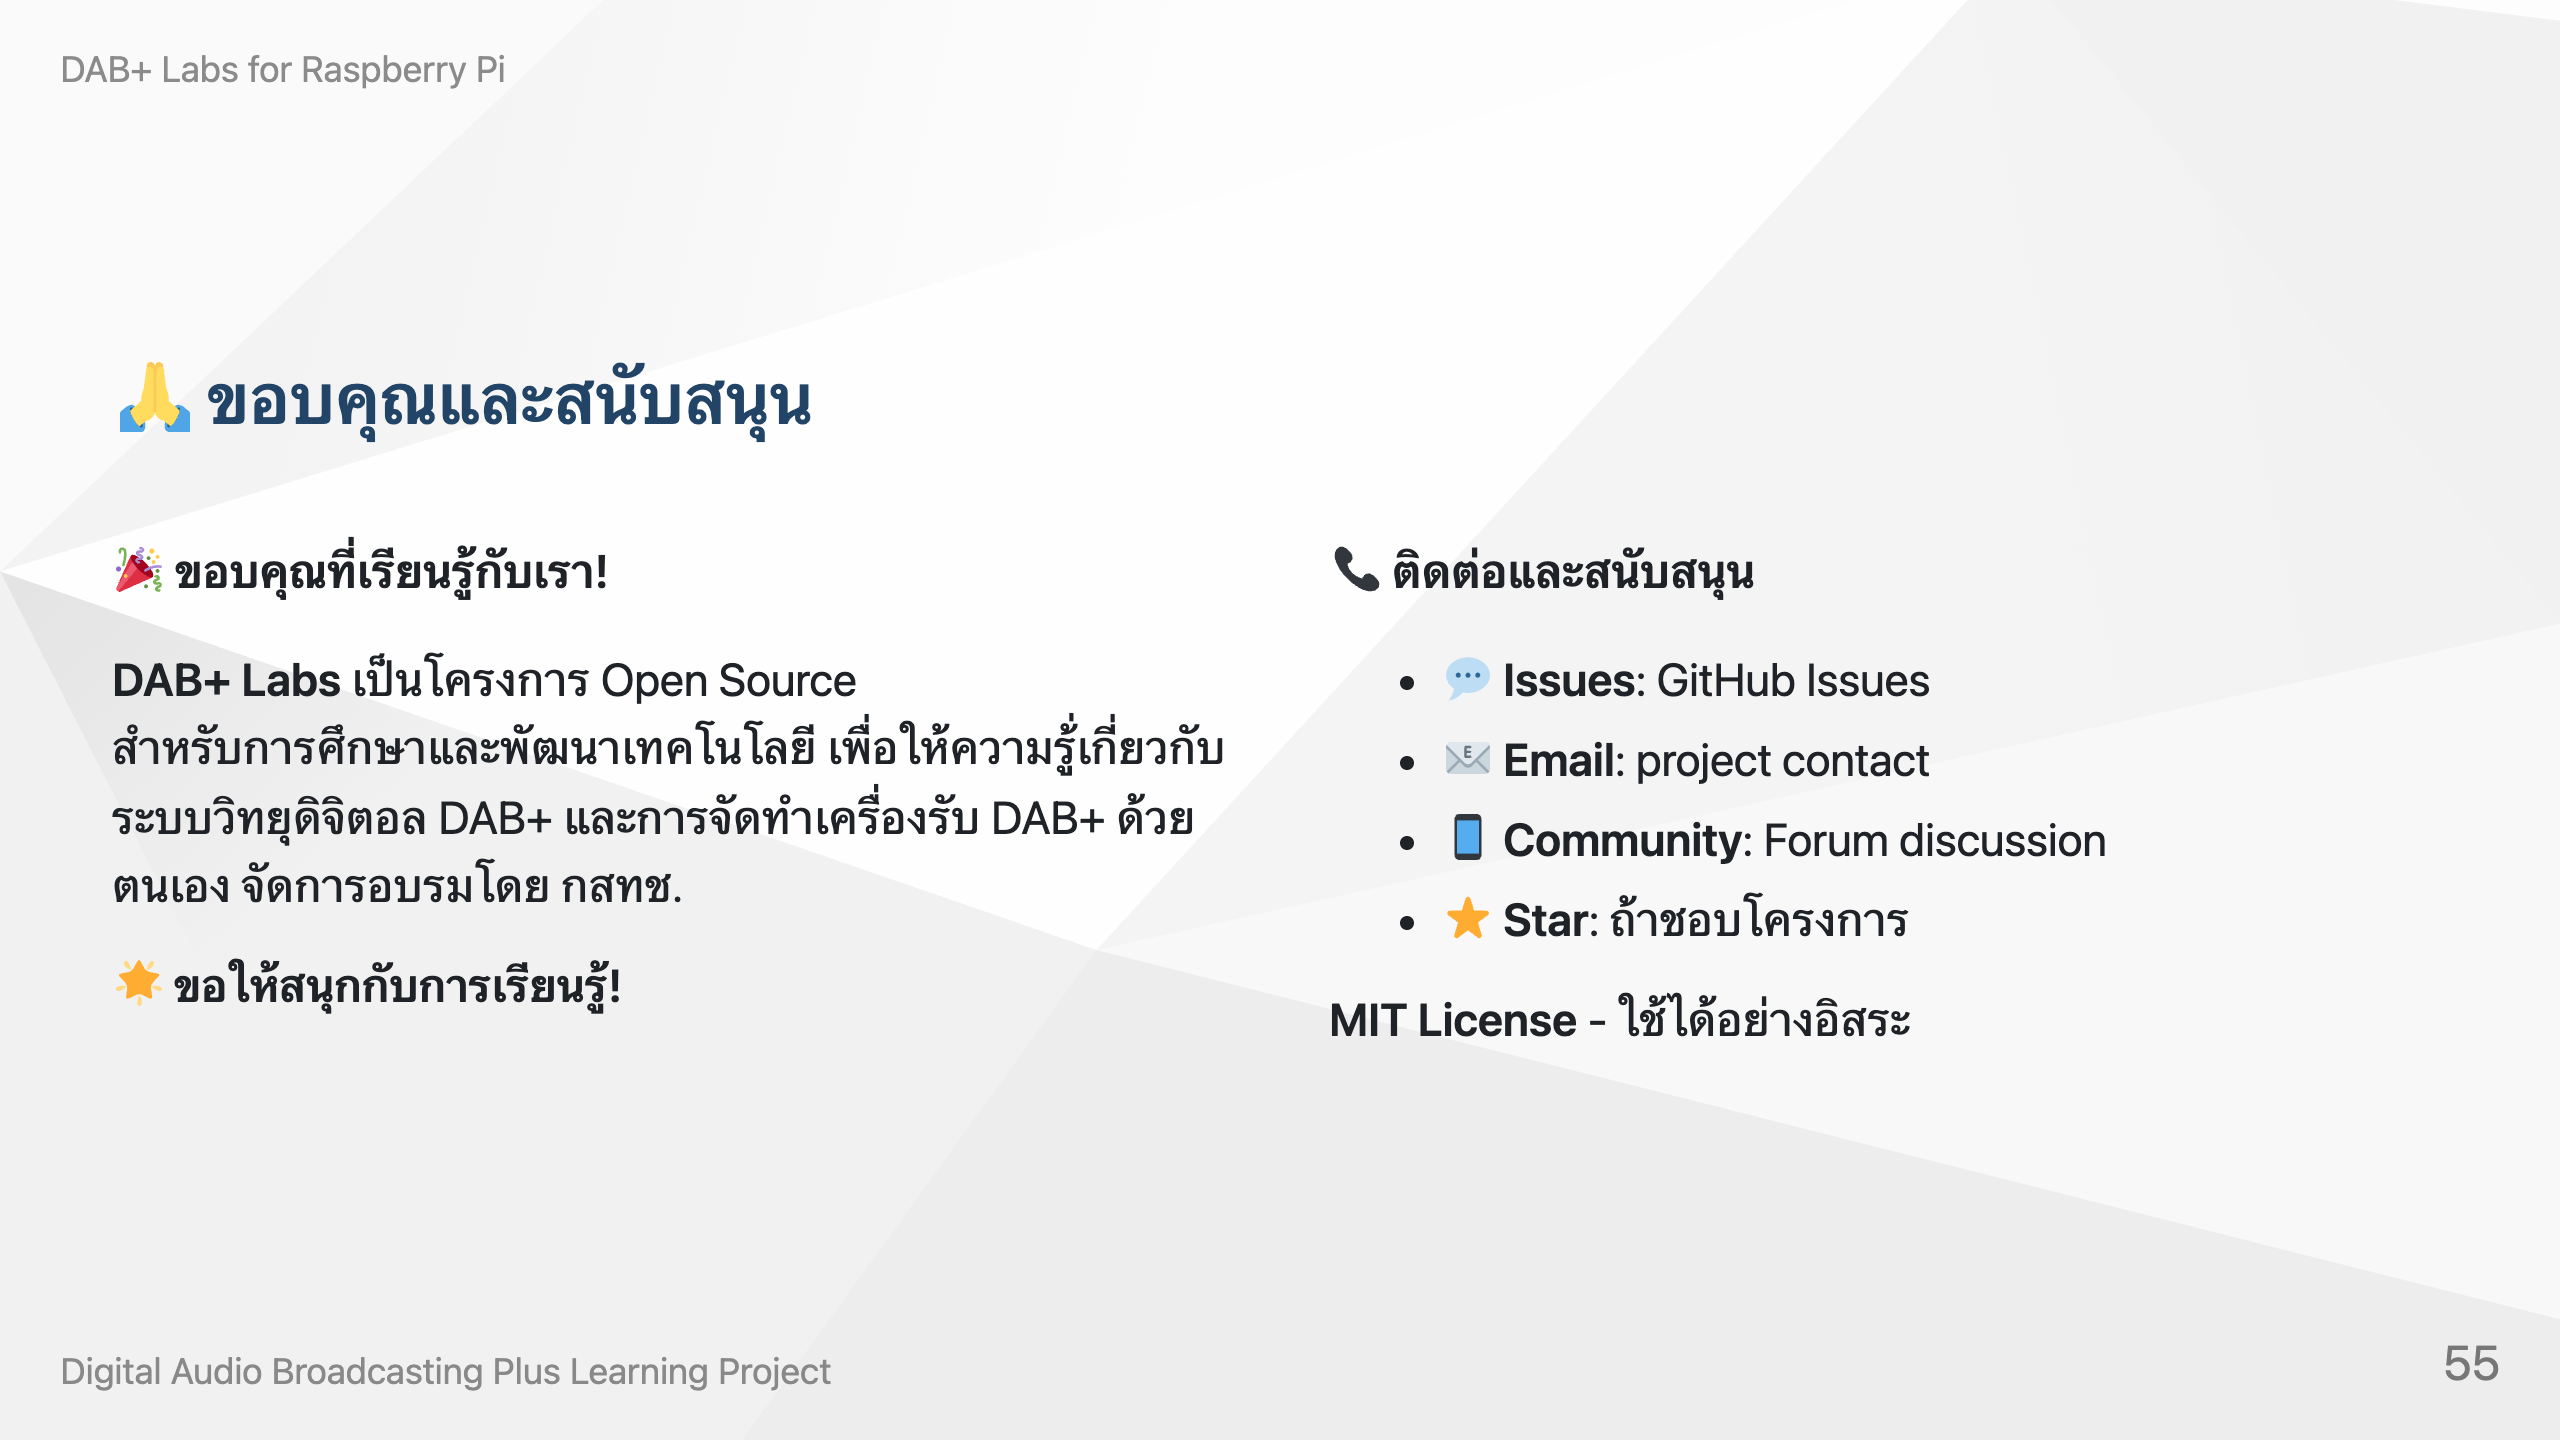 DAB+ Labs for Raspberry Pi
🙏 ขอบคุณและสนับสนุน
🎉 ขอบคุณที่เรียนรู้กับเรา!
DAB+ Labs เป็นโครงการ Open Source
สำหรับการศึกษาและพัฒนาเทคโนโลยี เพื่อให้ความรู้่เกี่ยวกับ
ระบบวิทยุดิจิตอล DAB+ และการจัดทำเครื่องรับ DAB+ ด้วย
ตนเอง จัดการอบรมโดย กสทช.
🌟 ขอให้สนุกกับการเรียนรู้!
📞 ติดต่อและสนับสนุน
• 💬 Issues: GitHub Issues
• 📧 Email: project contact
• 📱 Community: Forum discussion
• ⭐ Star: ถ้าชอบโครงการ
MIT License - ใช้ได้อย่างอิสระ
Digital Audio Broadcasting Plus Learning Project
55